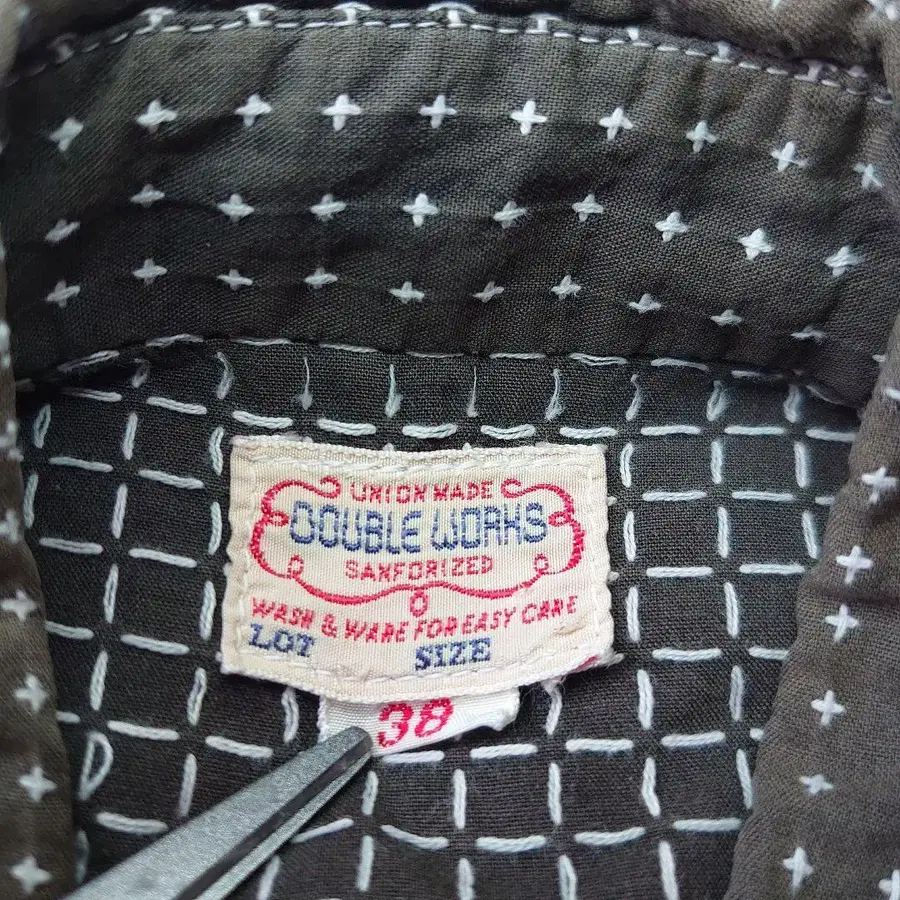 UNION MADE
DOUBLE WORKS
SANFORIZED
WASH & WARE FOR EASY CARE
LOT SIZE
38